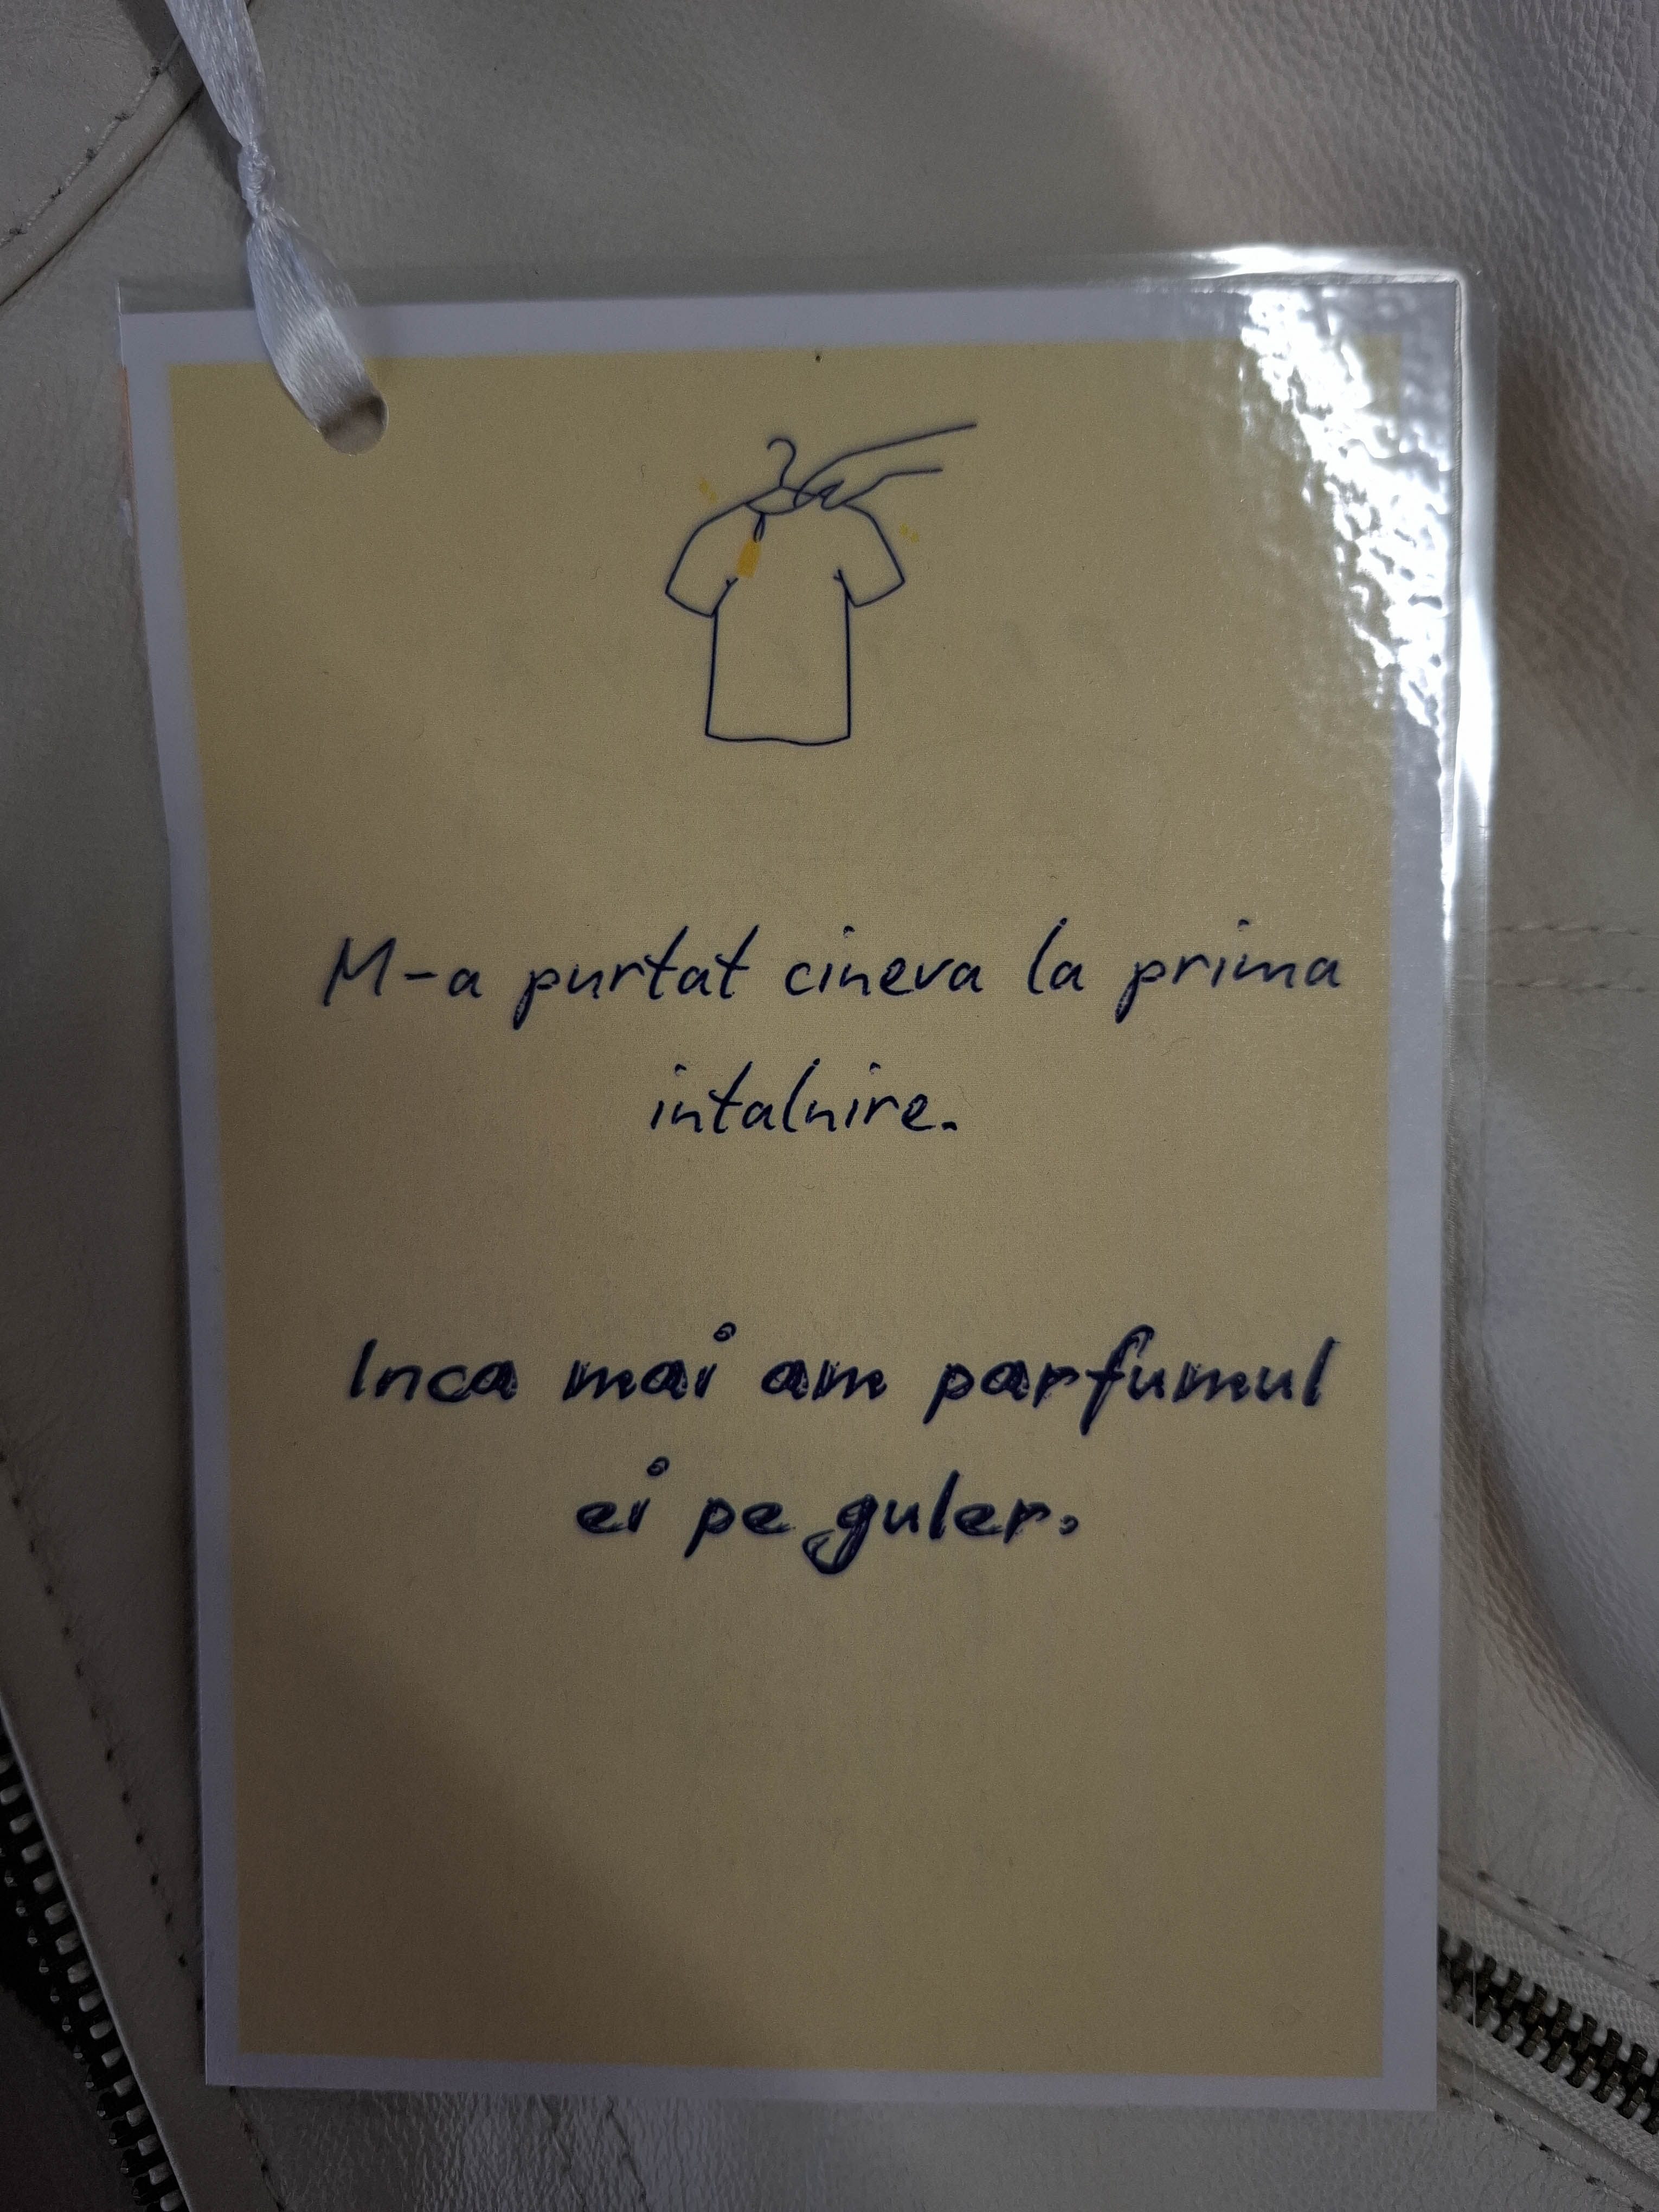 M-a purtat cineva la prima
intalnire.
Inca mai am parfumul
ei pe guler.